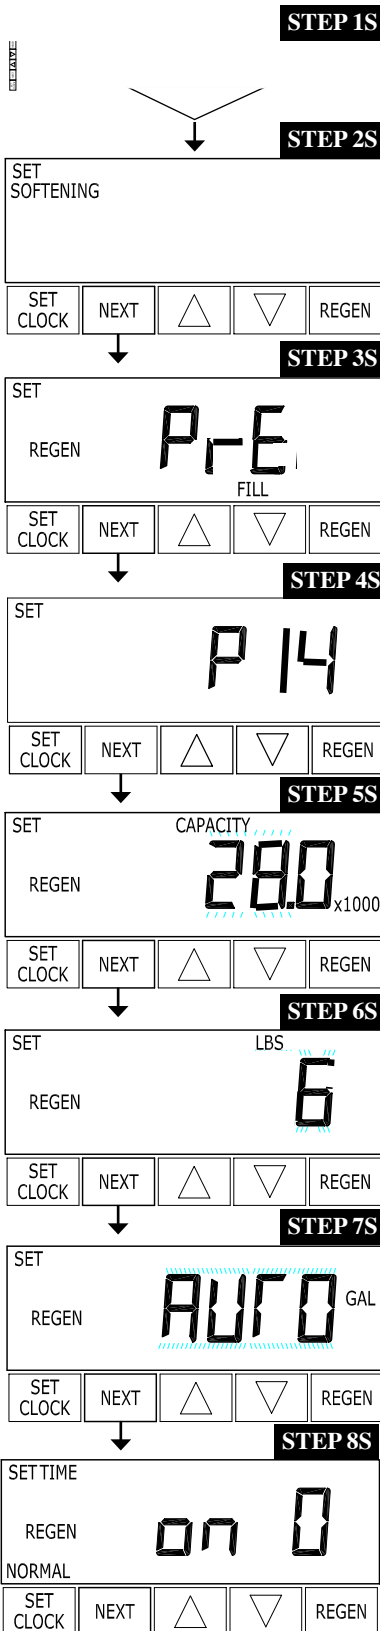 STEP 1S
STEP 2S
SET
SOFTENING
SET CLOCK NEXT REGEN
STEP 3S
SET
REGEN PrE
FILL
SET CLOCK NEXT REGEN
STEP 4S
SET
P 14
SET CLOCK NEXT REGEN
STEP 5S
SET CAPACITY
REGEN 28.0 x1000
SET CLOCK NEXT REGEN
STEP 6S
SET LBS
REGEN 6
SET CLOCK NEXT REGEN
STEP 7S
SET
REGEN AUTO GAL
SET CLOCK NEXT REGEN
STEP 8S
SET TIME
REGEN on 0
NORMAL
SET CLOCK NEXT REGEN